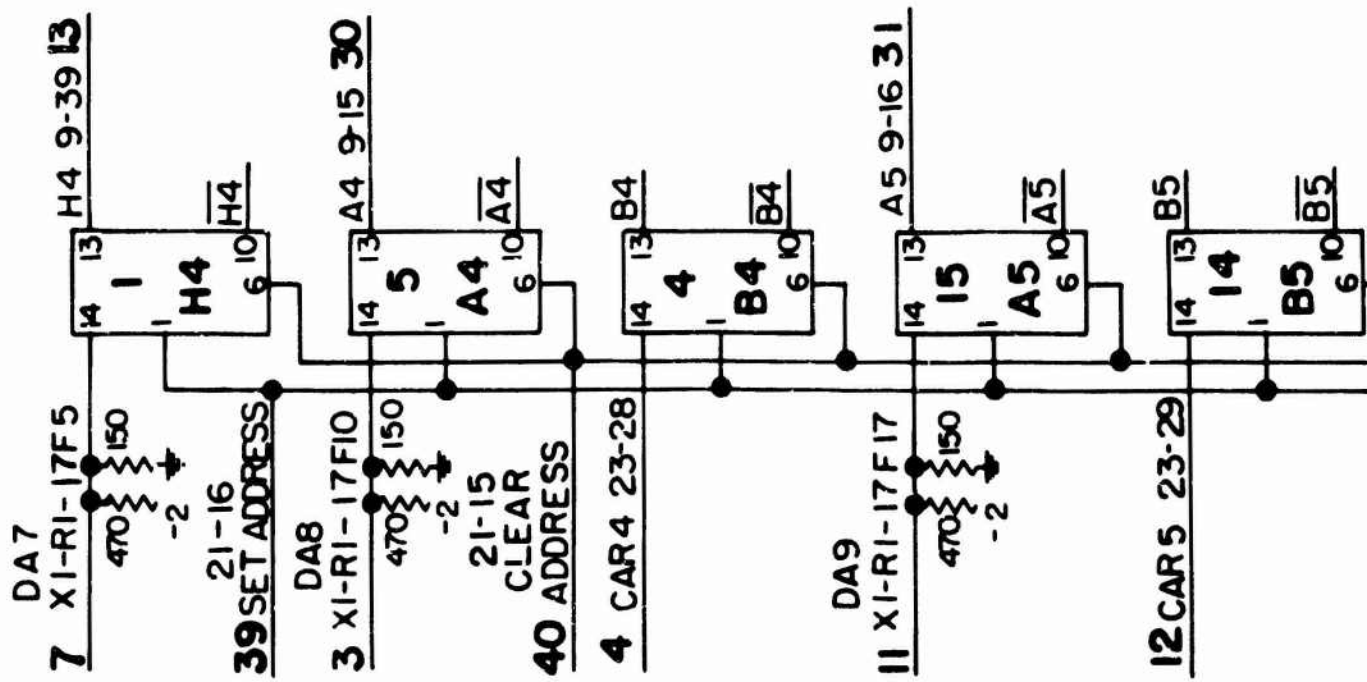 DA7
7 X1-R1-17F5
470
150
-2
14
13
1
1
H4
6
10
H4
H4 9-39 13
21-16
39 SET ADDRESS
DA8
3 X1-R1-17F10
470
150
-2
14
13
5
1
A4
6
10
A4
A4 9-15 30
21-15
CLEAR
40 ADDRESS
4 CAR4 23-28
14
13
4
1
B4
6
10
B4
B4
DA9
11 X1-R1-17F17
470
150
-2
14
13
15
1
A5
6
10
A5
A5 9-16 31
12 CAR5 23-29
14
13
14
1
B5
6
10
B5
B5